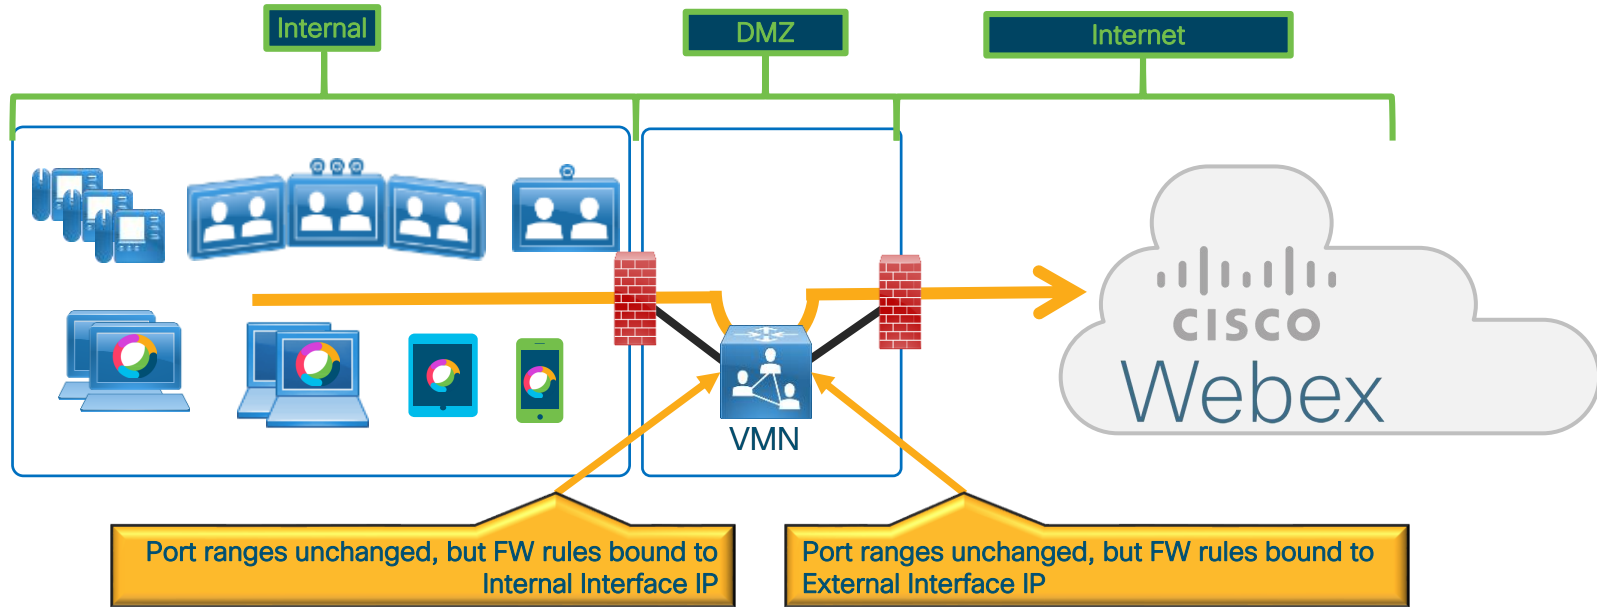 Internal
DMZ
Internet
CISCO
Webex
VMN
Port ranges unchanged, but FW rules bound to
Internal Interface IP
Port ranges unchanged, but FW rules bound to
External Interface IP